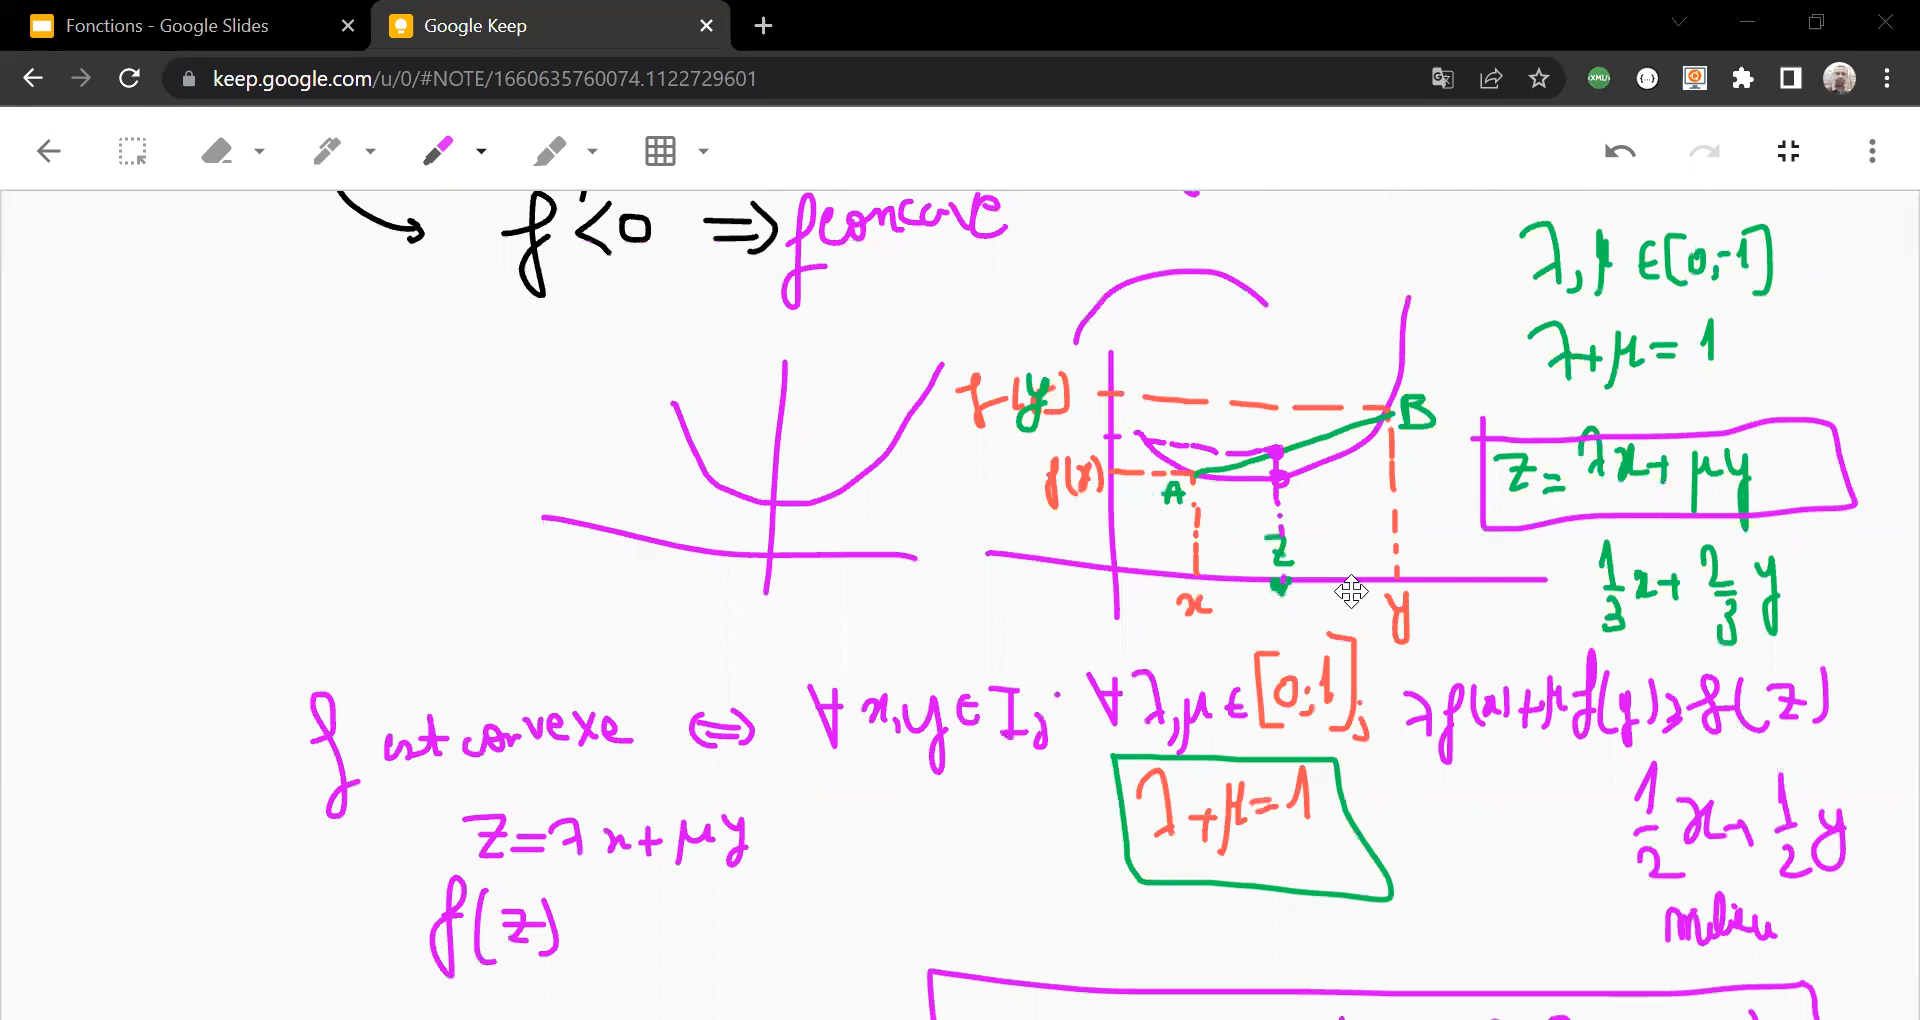 Fonctions - Google Slides
Google Keep
keep.google.com/u/0/#NOTE/1660635760074.1122729601
f'<0 ⇒ f concave
λ, μ ∈ [0,-1]
λ+μ = 1
f(y)
B
f(x)
A
z = λx + μy
z
x
y
1/3 x + 2/3 y
f est convexe ⇔ ∀ x,y ∈ I; ∀ λ,μ ∈ [0;1]; λf(x)+μf(y) ≥ f(z)
λ+μ=1
z=λx+μy
1/2 x + 1/2 y
f(z)
milieu